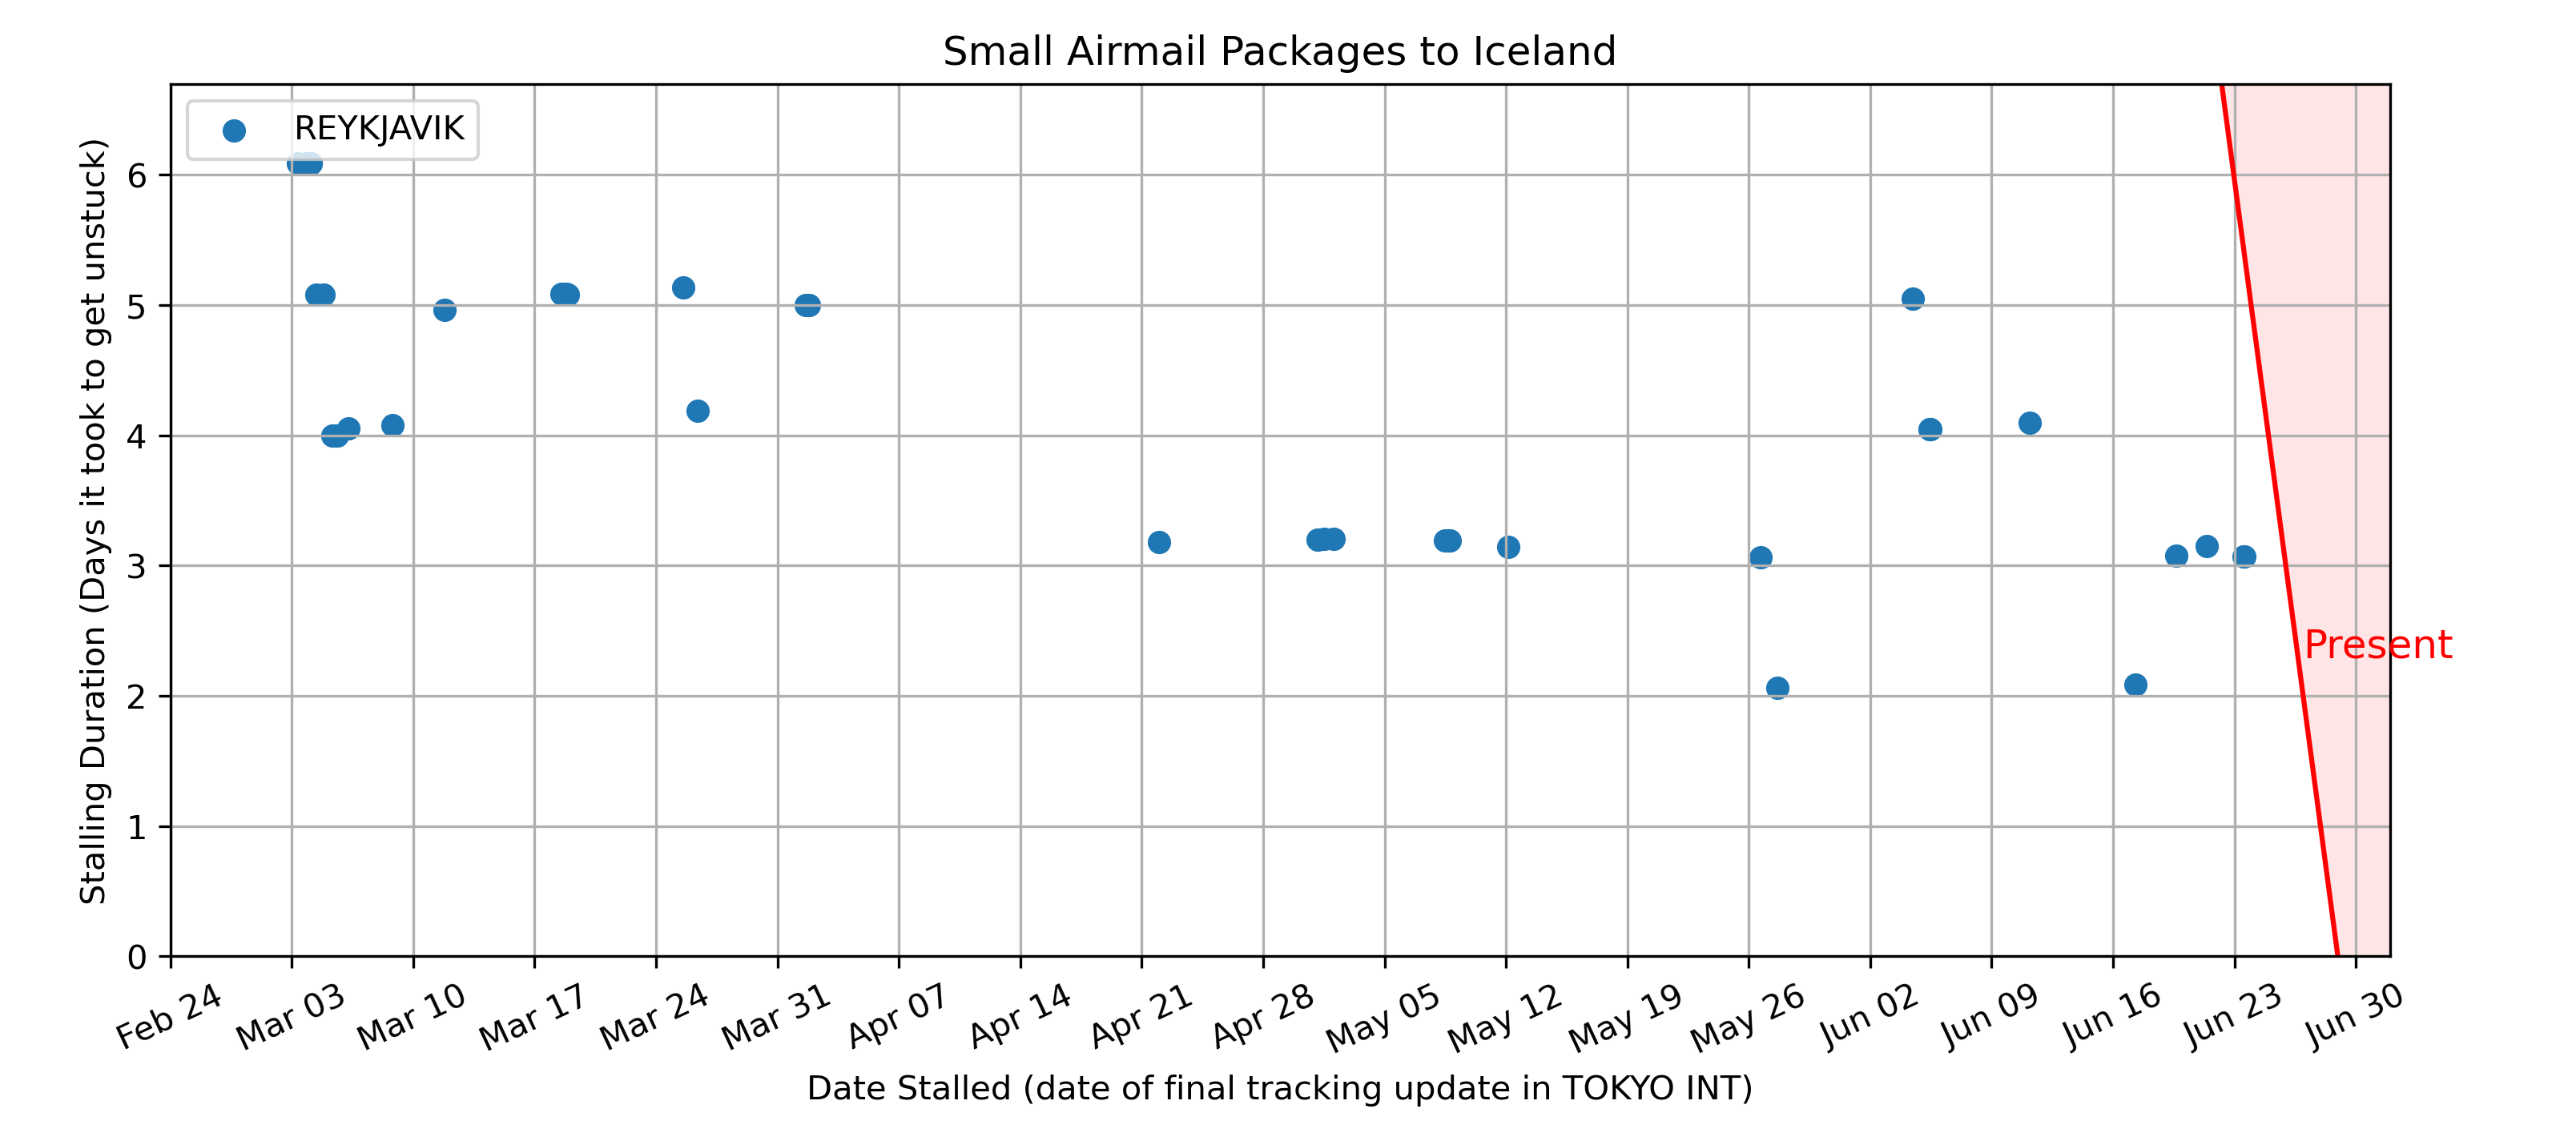 Small Airmail Packages to Iceland
REYKJAVIK
Stalling Duration (Days it took to get unstuck)
6
5
4
3
2
1
0
Present
Feb 24 Mar 03 Mar 10 Mar 17 Mar 24 Mar 31 Apr 07 Apr 14 Apr 21 Apr 28 May 05 May 12 May 19 May 26 Jun 02 Jun 09 Jun 16 Jun 23 Jun 30
Date Stalled (date of final tracking update in TOKYO INT)